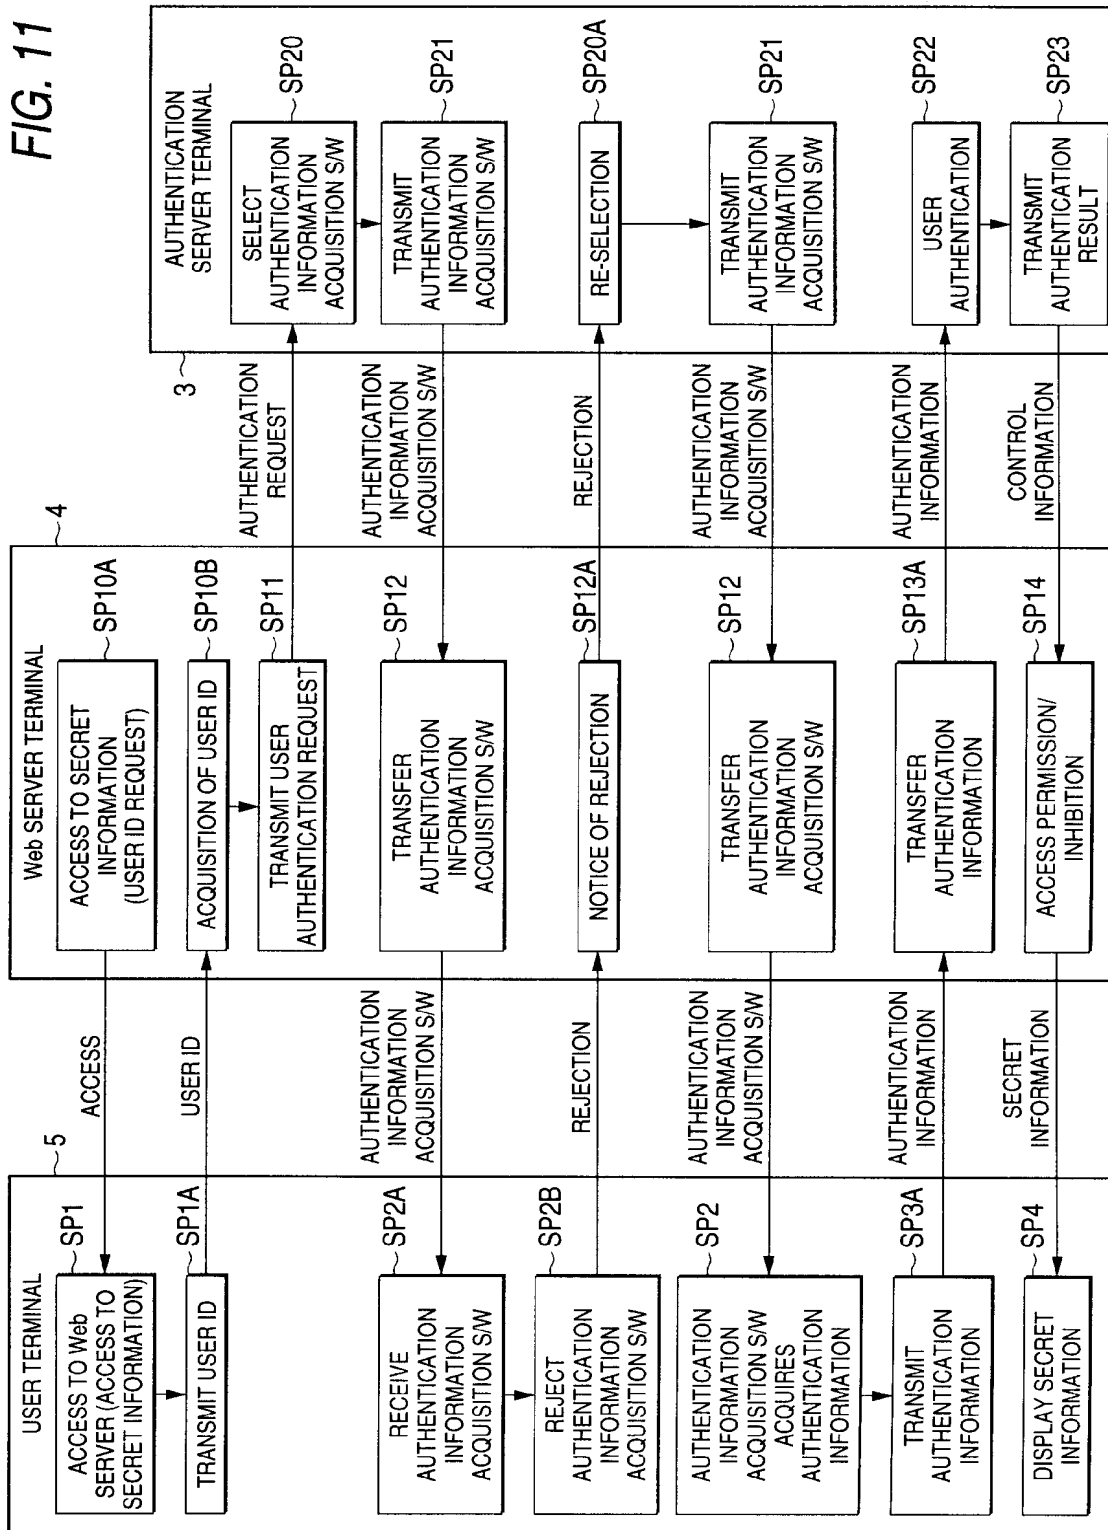 FIG. 11
USER TERMINAL
5
ACCESS TO Web
SERVER (ACCESS TO
SECRET INFORMATION)
SP1
TRANSMIT USER ID
SP1A
RECEIVE
AUTHENTICATION
INFORMATION
ACQUISITION S/W
SP2A
REJECT
AUTHENTICATION
INFORMATION
ACQUISITION S/W
SP2B
AUTHENTICATION
INFORMATION
ACQUISITION S/W
ACQUIRES
AUTHENTICATION
INFORMATION
SP2
TRANSMIT
AUTHENTICATION
INFORMATION
SP3A
DISPLAY SECRET
INFORMATION
SP4
ACCESS
USER ID
AUTHENTICATION
INFORMATION
ACQUISITION S/W
REJECTION
AUTHENTICATION
INFORMATION
ACQUISITION S/W
AUTHENTICATION
INFORMATION
SECRET
INFORMATION
Web SERVER TERMINAL
4
ACCESS TO SECRET
INFORMATION
(USER ID REQUEST)
SP10A
ACQUISITION OF USER ID
SP10B
TRANSMIT USER
AUTHENTICATION REQUEST
SP11
TRANSFER
AUTHENTICATION
INFORMATION
ACQUISITION S/W
SP12
NOTICE OF REJECTION
SP12A
TRANSFER
AUTHENTICATION
INFORMATION
ACQUISITION S/W
SP12
TRANSFER
AUTHENTICATION
INFORMATION
SP13A
ACCESS PERMISSION/
INHIBITION
SP14
AUTHENTICATION
REQUEST
AUTHENTICATION
INFORMATION
ACQUISITION S/W
REJECTION
AUTHENTICATION
INFORMATION
ACQUISITION S/W
AUTHENTICATION
INFORMATION
CONTROL
INFORMATION
AUTHENTICATION
SERVER TERMINAL
3
SELECT
AUTHENTICATION
INFORMATION
ACQUISITION S/W
SP20
TRANSMIT
AUTHENTICATION
INFORMATION
ACQUISITION S/W
SP21
RE-SELECTION
SP20A
TRANSMIT
AUTHENTICATION
INFORMATION
ACQUISITION S/W
SP21
USER
AUTHENTICATION
SP22
TRANSMIT
AUTHENTICATION
RESULT
SP23